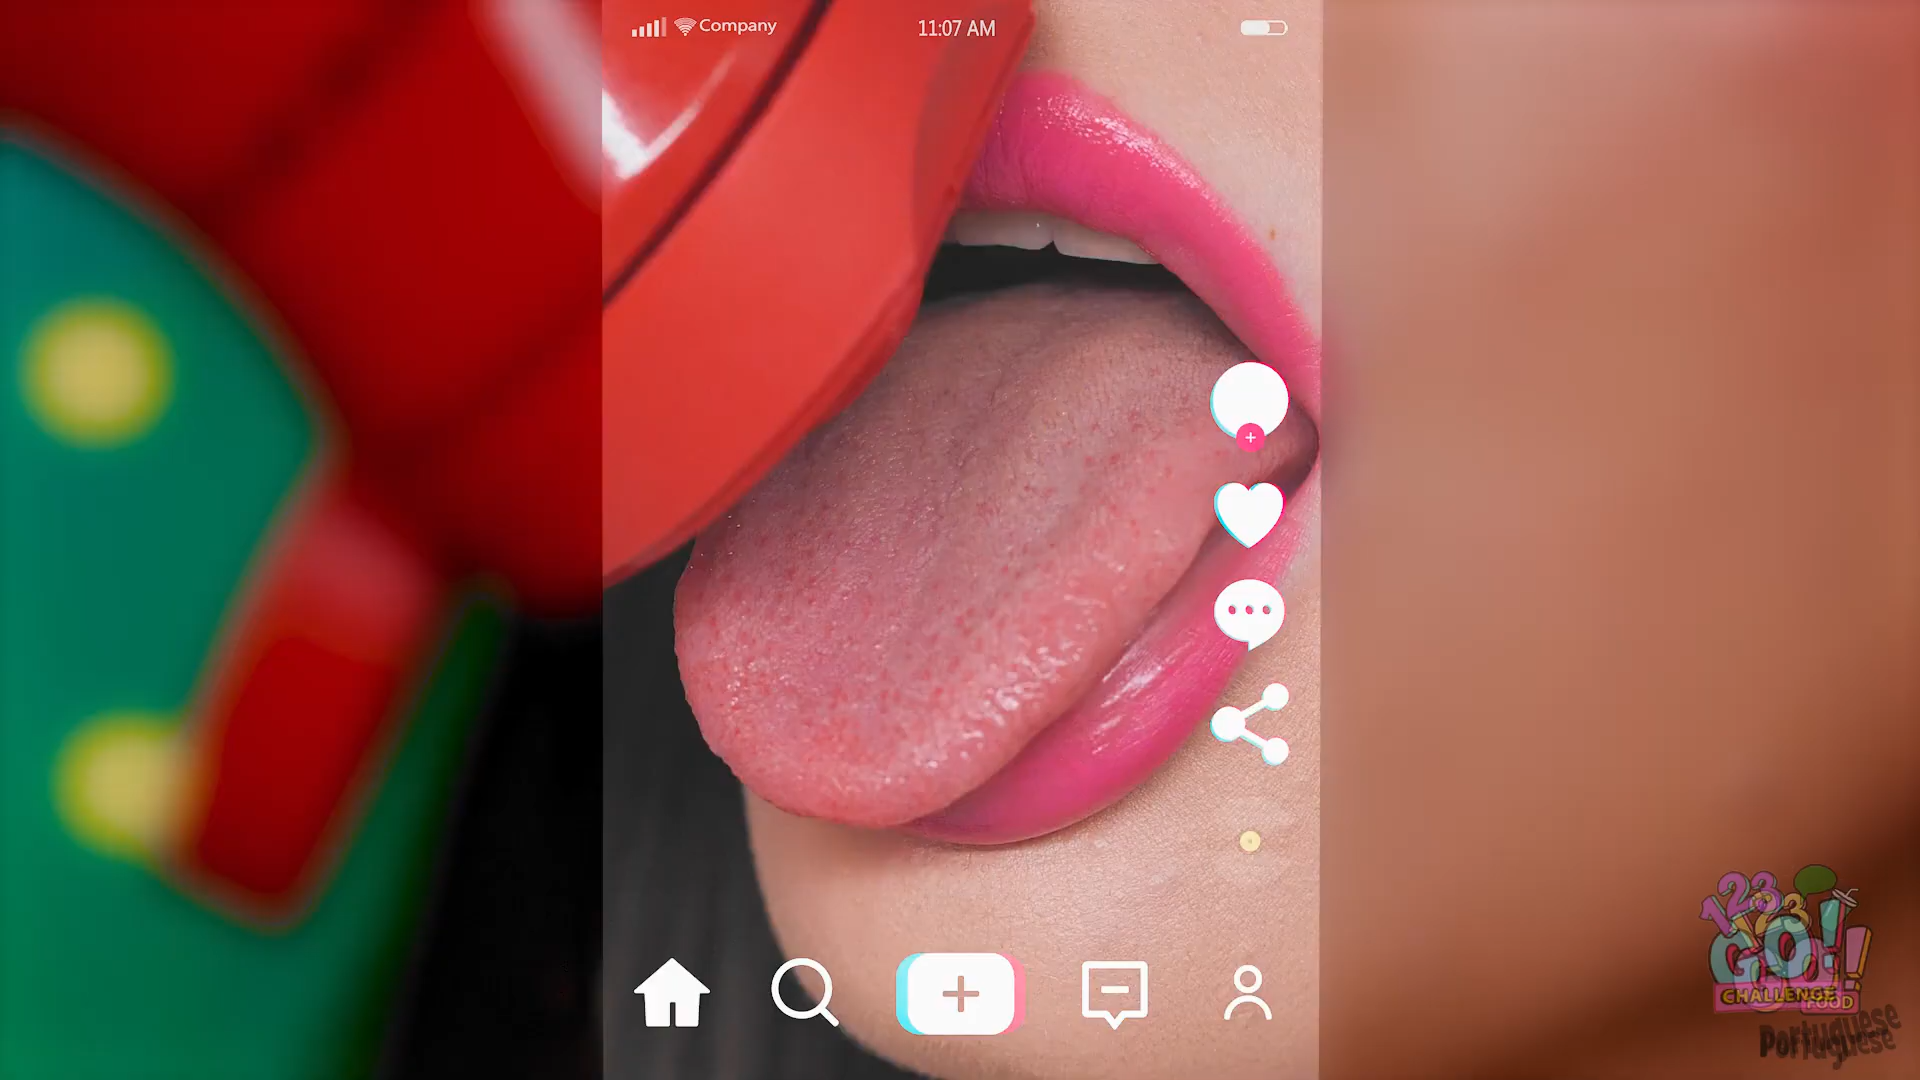 Company
11:07 AM
123
GO!
CHALLENGE
FOOD
Portuguese